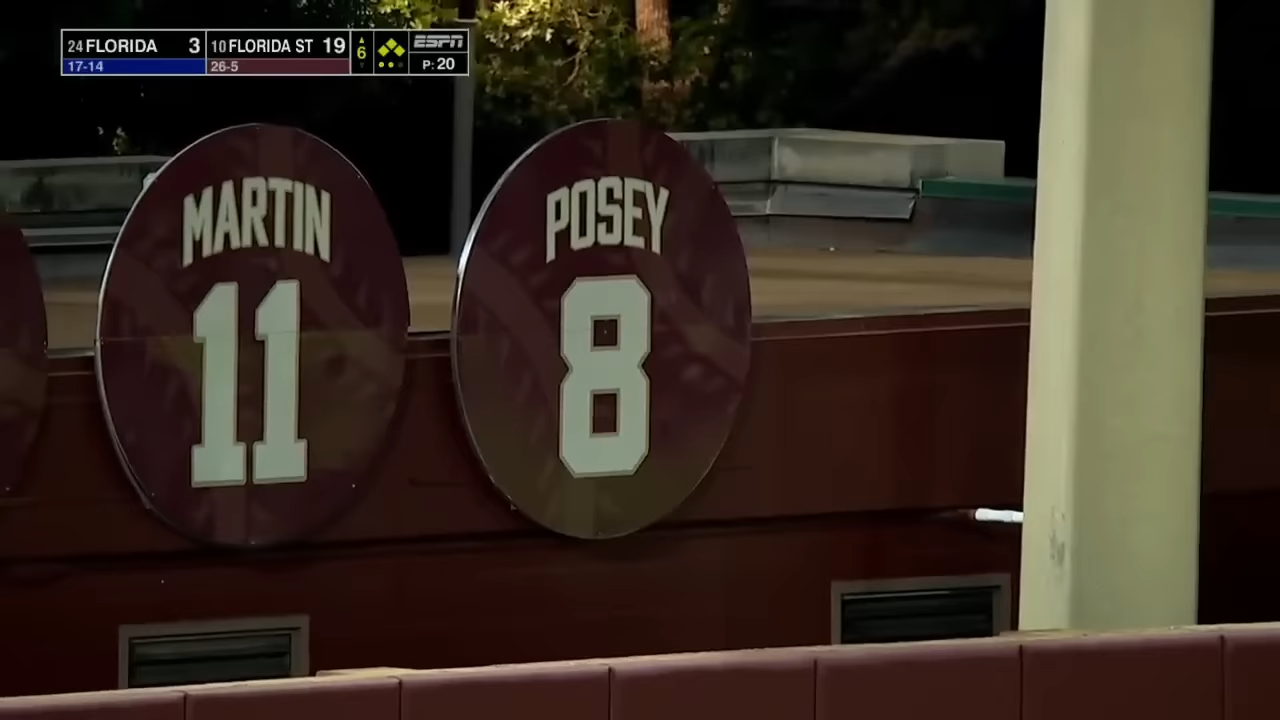 24 FLORIDA 3 10 FLORIDA ST 19 6 ESPN
17-14 26-5 P: 20
MARTIN POSEY
11 8